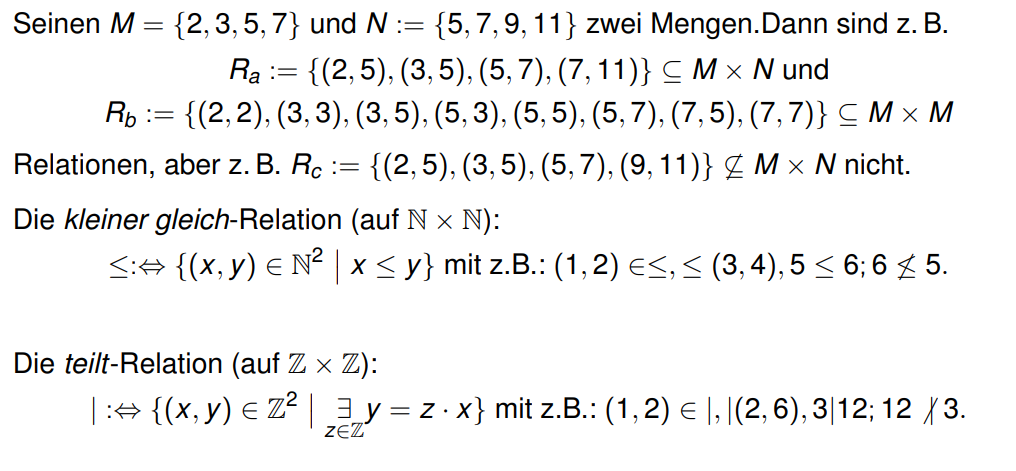 Seinen M = {2, 3, 5, 7} und N := {5, 7, 9, 11} zwei Mengen.Dann sind z. B.
R_a := {(2, 5), (3, 5), (5, 7), (7, 11)} ⊆ M × N und
R_b := {(2, 2), (3, 3), (3, 5), (5, 3), (5, 5), (5, 7), (7, 5), (7, 7)} ⊆ M × M
Relationen, aber z. B. R_c := {(2, 5), (3, 5), (5, 7), (9, 11)} ⊈ M × N nicht.
Die kleiner gleich-Relation (auf ℕ × ℕ):
≤:⇔ {(x, y) ∈ ℕ² | x ≤ y} mit z.B.: (1, 2) ∈≤, ≤ (3, 4), 5 ≤ 6; 6 ≰ 5.
Die teilt-Relation (auf ℤ × ℤ):
| :⇔ {(x, y) ∈ ℤ² | ∃_{z∈ℤ} y = z · x} mit z.B.: (1, 2) ∈ |, |(2, 6), 3|12; 12 ∤ 3.